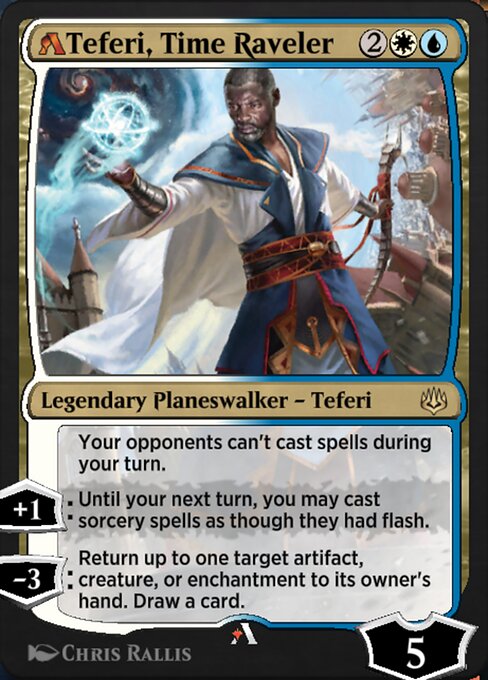 Teferi, Time Raveler 2
Legendary Planeswalker – Teferi
Your opponents can't cast spells during
your turn.
+1: Until your next turn, you may cast
sorcery spells as though they had flash.
–3: Return up to one target artifact,
creature, or enchantment to its owner's
hand. Draw a card.
5
Chris Rallis